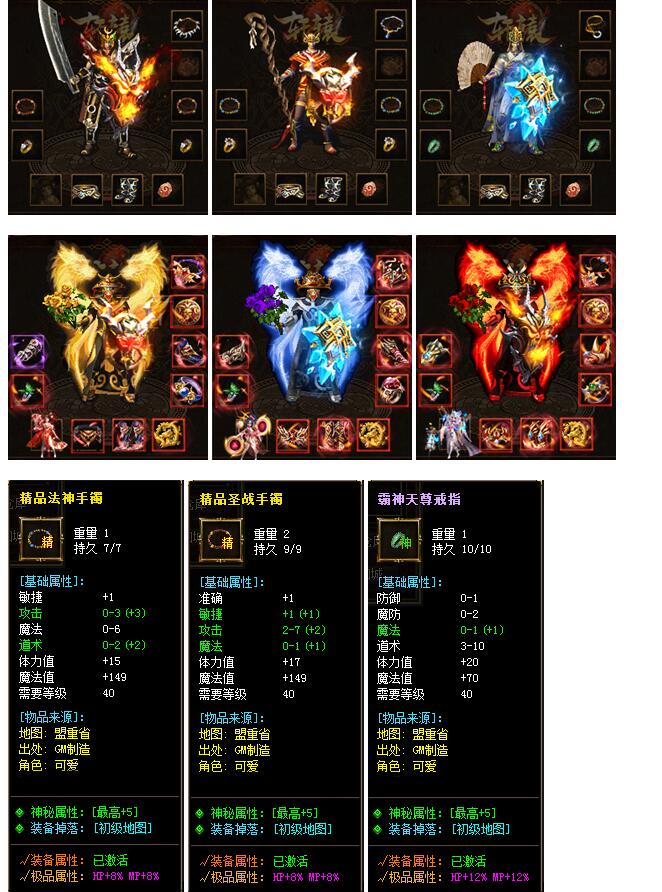 轩辕
轩辕
轩辕
精品法神手镯
精
重量 1
持久 7/7
[基础属性]:
敏捷 +1
攻击 0-3 (+3)
魔法 0-6
道术 0-2 (+2)
体力值 +15
魔法值 +149
需要等级 40
[物品来源]:
地图: 盟重省
出处: GM制造
角色: 可爱
神秘属性: [最高+5]
装备掉落: [初级地图]
√装备属性: 已激活
√极品属性: HP+8% MP+8%
精品圣战手镯
精
重量 2
持久 9/9
[基础属性]:
准确 +1
敏捷 +1 (+1)
攻击 2-7 (+2)
魔法 0-1 (+1)
体力值 +17
魔法值 +149
需要等级 40
[物品来源]:
地图: 盟重省
出处: GM制造
角色: 可爱
神秘属性: [最高+5]
装备掉落: [初级地图]
√装备属性: 已激活
√极品属性: HP+8% MP+8%
霸神天尊戒指
神
重量 1
持久 10/10
[基础属性]:
防御 0-1
魔防 0-2
魔法 0-1 (+1)
道术 3-10
体力值 +20
魔法值 +70
需要等级 40
[物品来源]:
地图: 盟重省
出处: GM制造
角色: 可爱
神秘属性: [最高+5]
装备掉落: [初级地图]
√装备属性: 已激活
√极品属性: HP+12% MP+12%